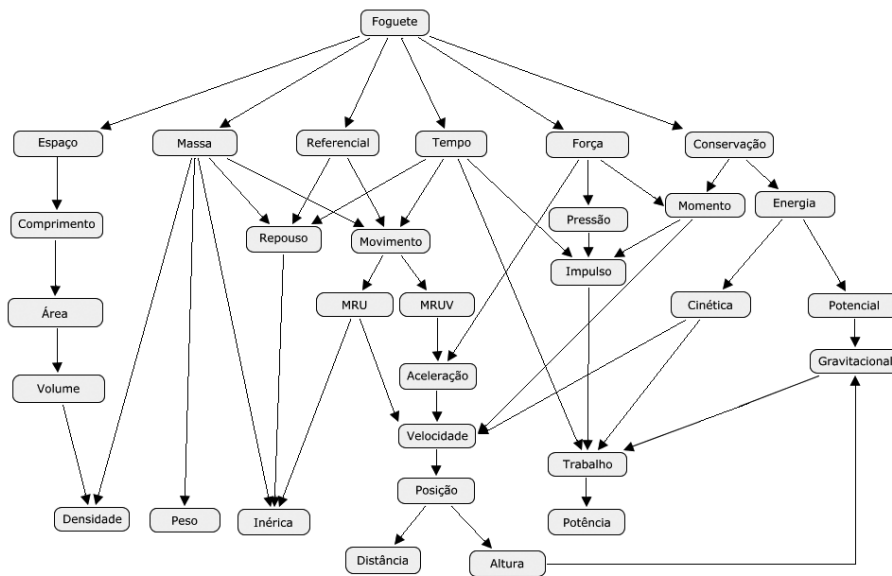 Foguete
Espaço
Massa
Referencial
Tempo
Força
Conservação
Comprimento
Repouso
Movimento
Pressão
Momento
Energia
Impulso
Área
MRU
MRUV
Cinética
Potencial
Volume
Aceleração
Gravitacional
Velocidade
Trabalho
Posição
Densidade
Peso
Inérica
Potência
Distância
Altura